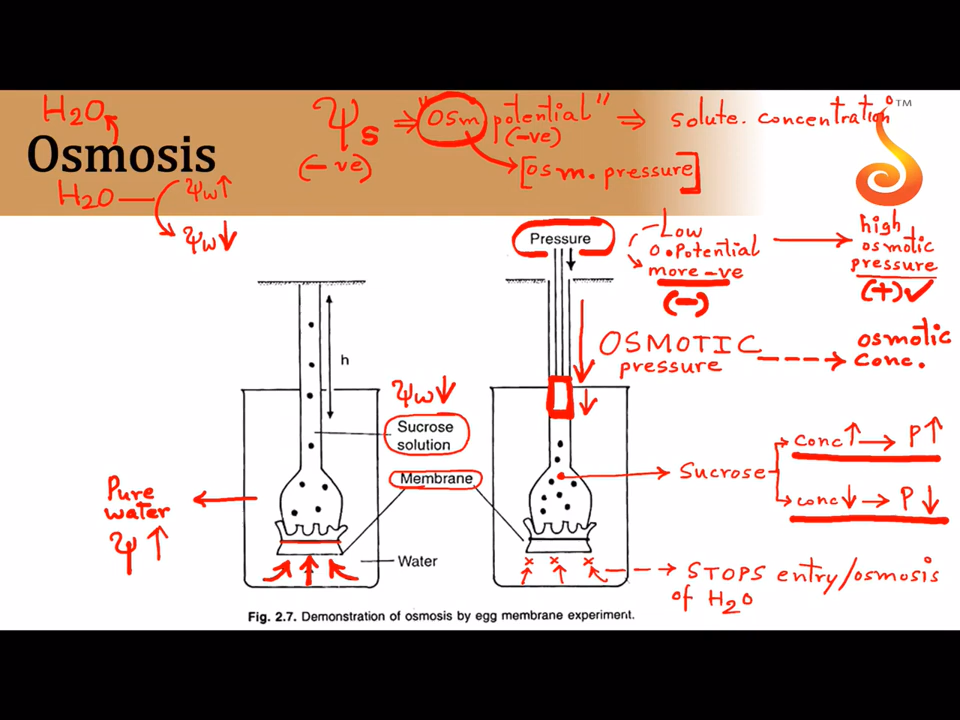 H2O
Osmosis
H2O — Ψw↑
Ψw↓
Ψs ⇒ "Osm potential" ⇒ solute. concentration
(-ve)
(-ve)
[osm. pressure]
TM
Pressure
Low
O.Potential
more -ve
(-)
high
osmotic
pressure
(+)✓
OSMOTIC
pressure
osmotic
conc.
h
Ψw↓
Sucrose
solution
Membrane
Pure
water
Ψ↑
Water
Sucrose
conc↑ → P↑
conc↓ → P↓
x x x
STOPS entry/osmosis
of H2O
Fig. 2.7. Demonstration of osmosis by egg membrane experiment.